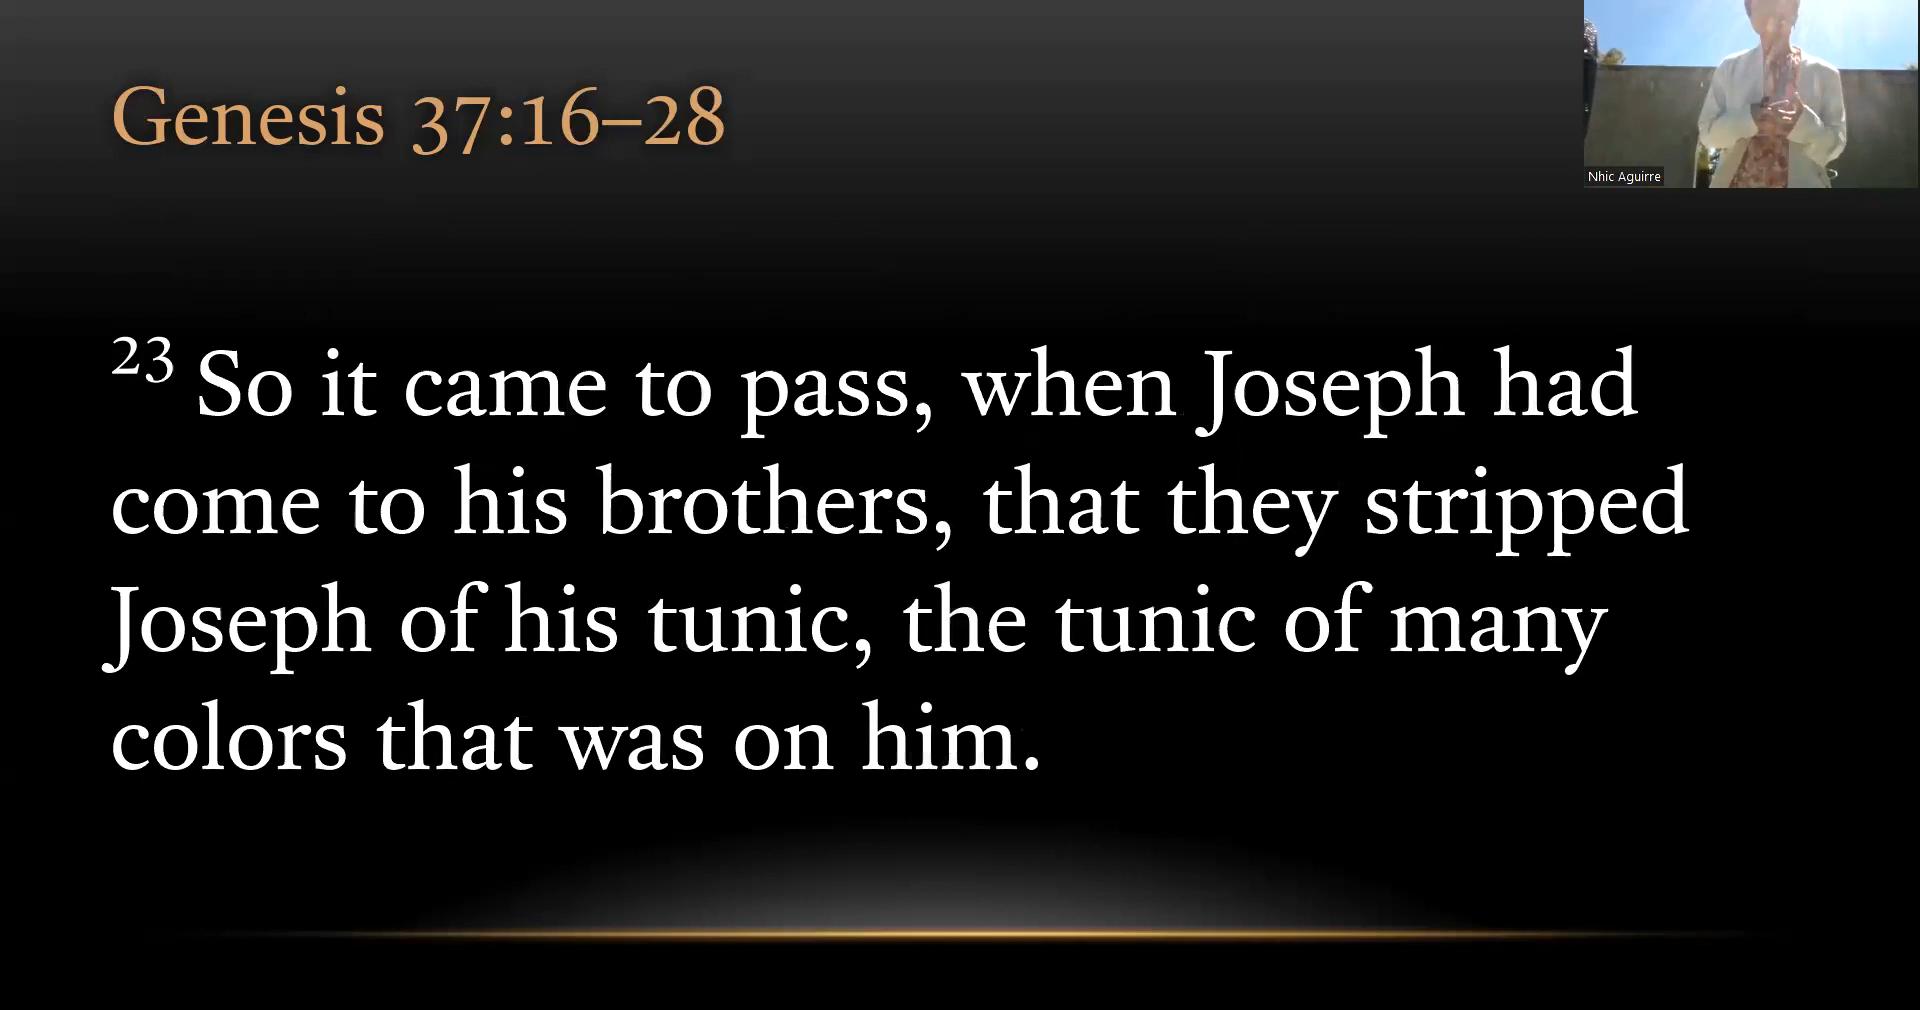 Genesis 37:16–28
Nhic Aguirre
23 So it came to pass, when Joseph had
come to his brothers, that they stripped
Joseph of his tunic, the tunic of many
colors that was on him.